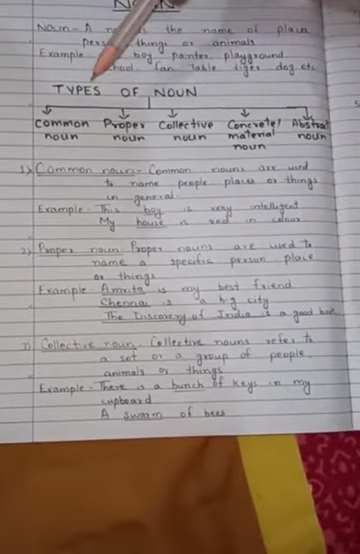 NOUN
Noun - A the name of place
person things or animals
Example boy, painter, playground,
school, fan table tiger, dog etc
TYPES OF NOUN
Common noun
Proper noun
Collective noun
Concrete/ material noun
Abstract noun
1) Common noun - Common nouns are used
to name people places or things
in general.
Example - This boy is very intelligent
My house is red in colour
2) Proper noun Proper nouns are used to
name a specific person place
or things
Example Amrita is my best friend
Chennai is a big city
The Discovery of India is a good book
Collective noun - Collective nouns refer to
a set or a group of people,
animals or things
Example - There is a bunch of keys in my
cupboard
A swarm of bees